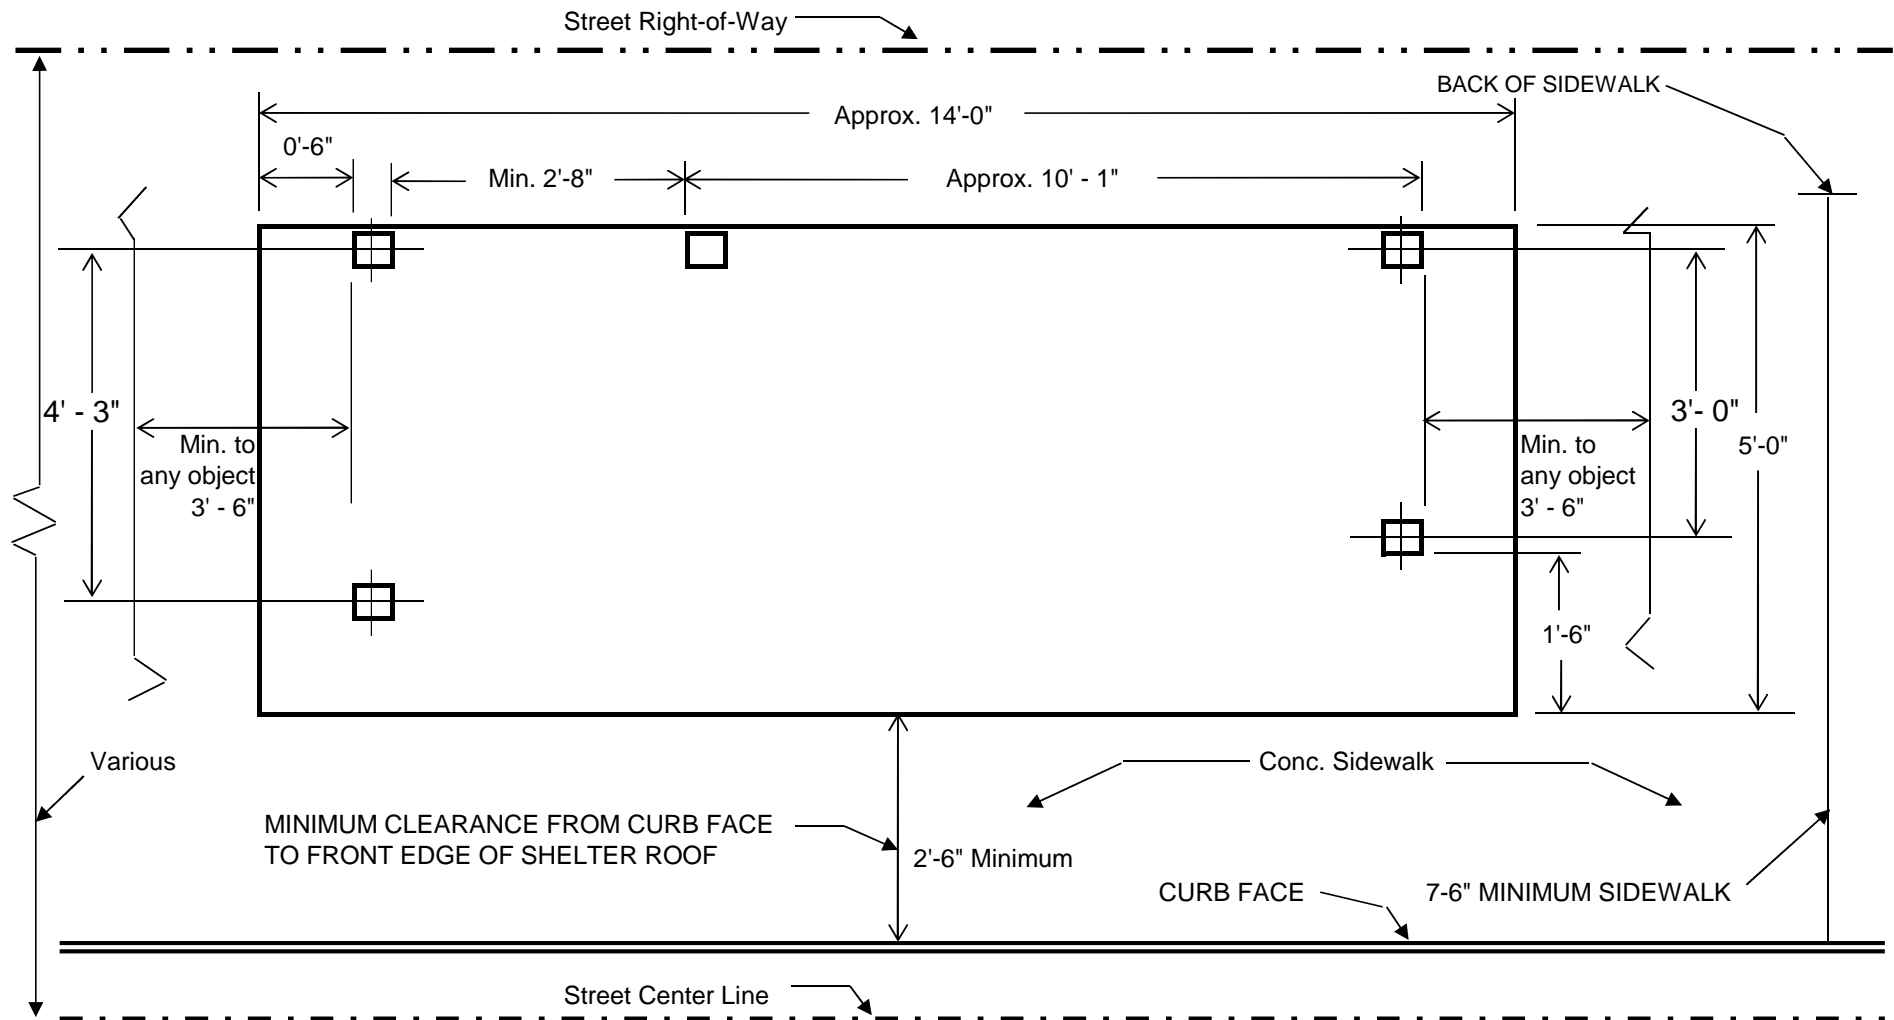 Street Right-of-Way
BACK OF SIDEWALK
Approx. 14'-0"
0'-6"
Min. 2'-8"
Approx. 10' - 1"
4' - 3"
3'- 0"
Min. to
any object
3' - 6"
Min. to
any object
3' - 6"
5'-0"
1'-6"
Various
Conc. Sidewalk
MINIMUM CLEARANCE FROM CURB FACE
TO FRONT EDGE OF SHELTER ROOF
2'-6" Minimum
CURB FACE
7-6" MINIMUM SIDEWALK
Street Center Line